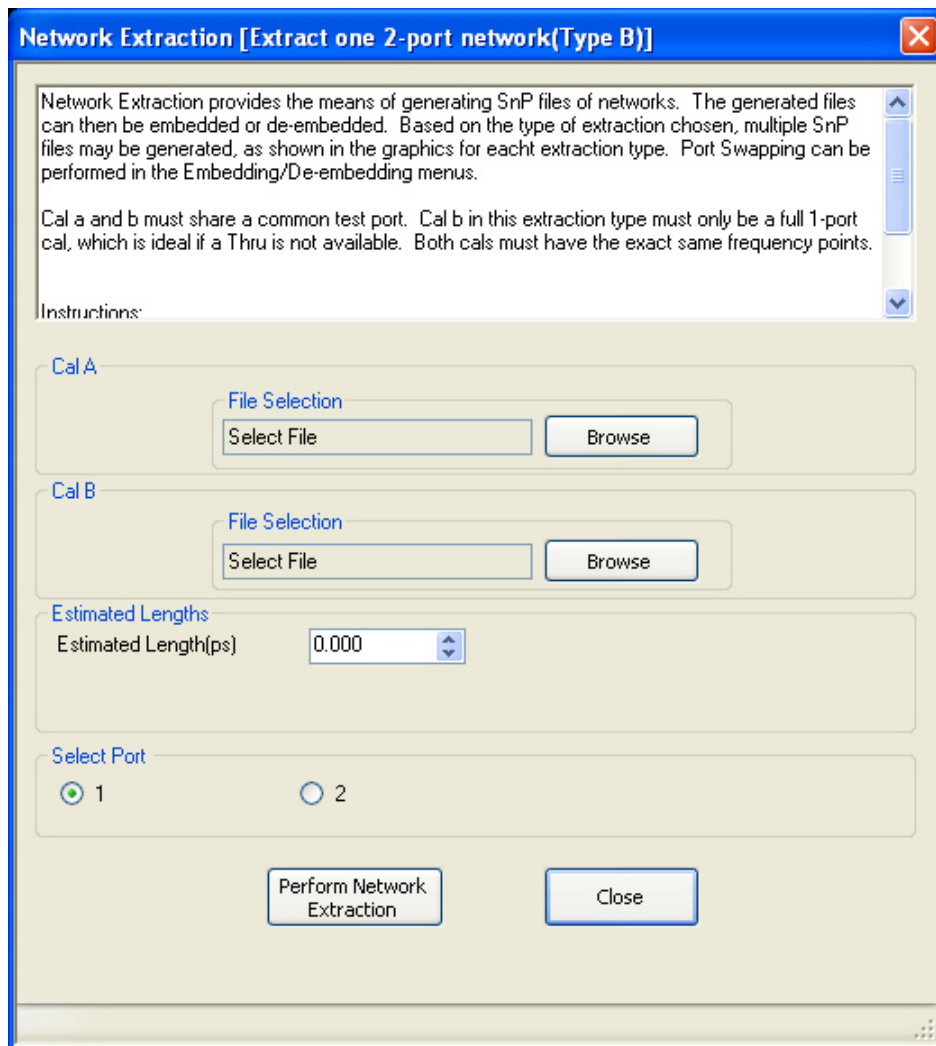 Network Extraction [Extract one 2-port network(Type B)]
Network Extraction provides the means of generating SnP files of networks. The generated files
can then be embedded or de-embedded. Based on the type of extraction chosen, multiple SnP
files may be generated, as shown in the graphics for eacht extraction type. Port Swapping can be
performed in the Embedding/De-embedding menus.
Cal a and b must share a common test port. Cal b in this extraction type must only be a full 1-port
cal, which is ideal if a Thru is not available. Both cals must have the exact same frequency points.
Instructions:
Cal A
File Selection
Select File
Browse
Cal B
File Selection
Select File
Browse
Estimated Lengths
Estimated Length(ps)
0.000
Select Port
1
2
Perform Network
Extraction
Close